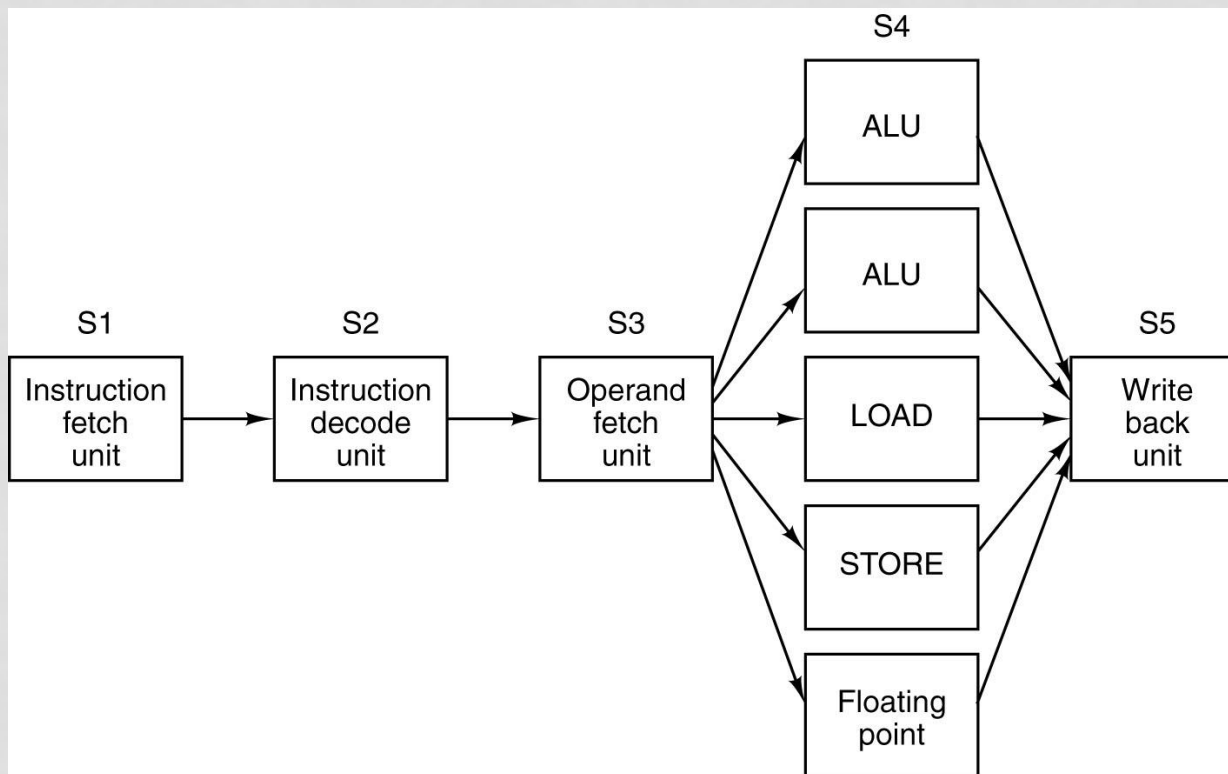 S4
ALU
ALU
S1
S2
S3
S5
Instruction
fetch
unit
Instruction
decode
unit
Operand
fetch
unit
LOAD
Write
back
unit
STORE
Floating
point